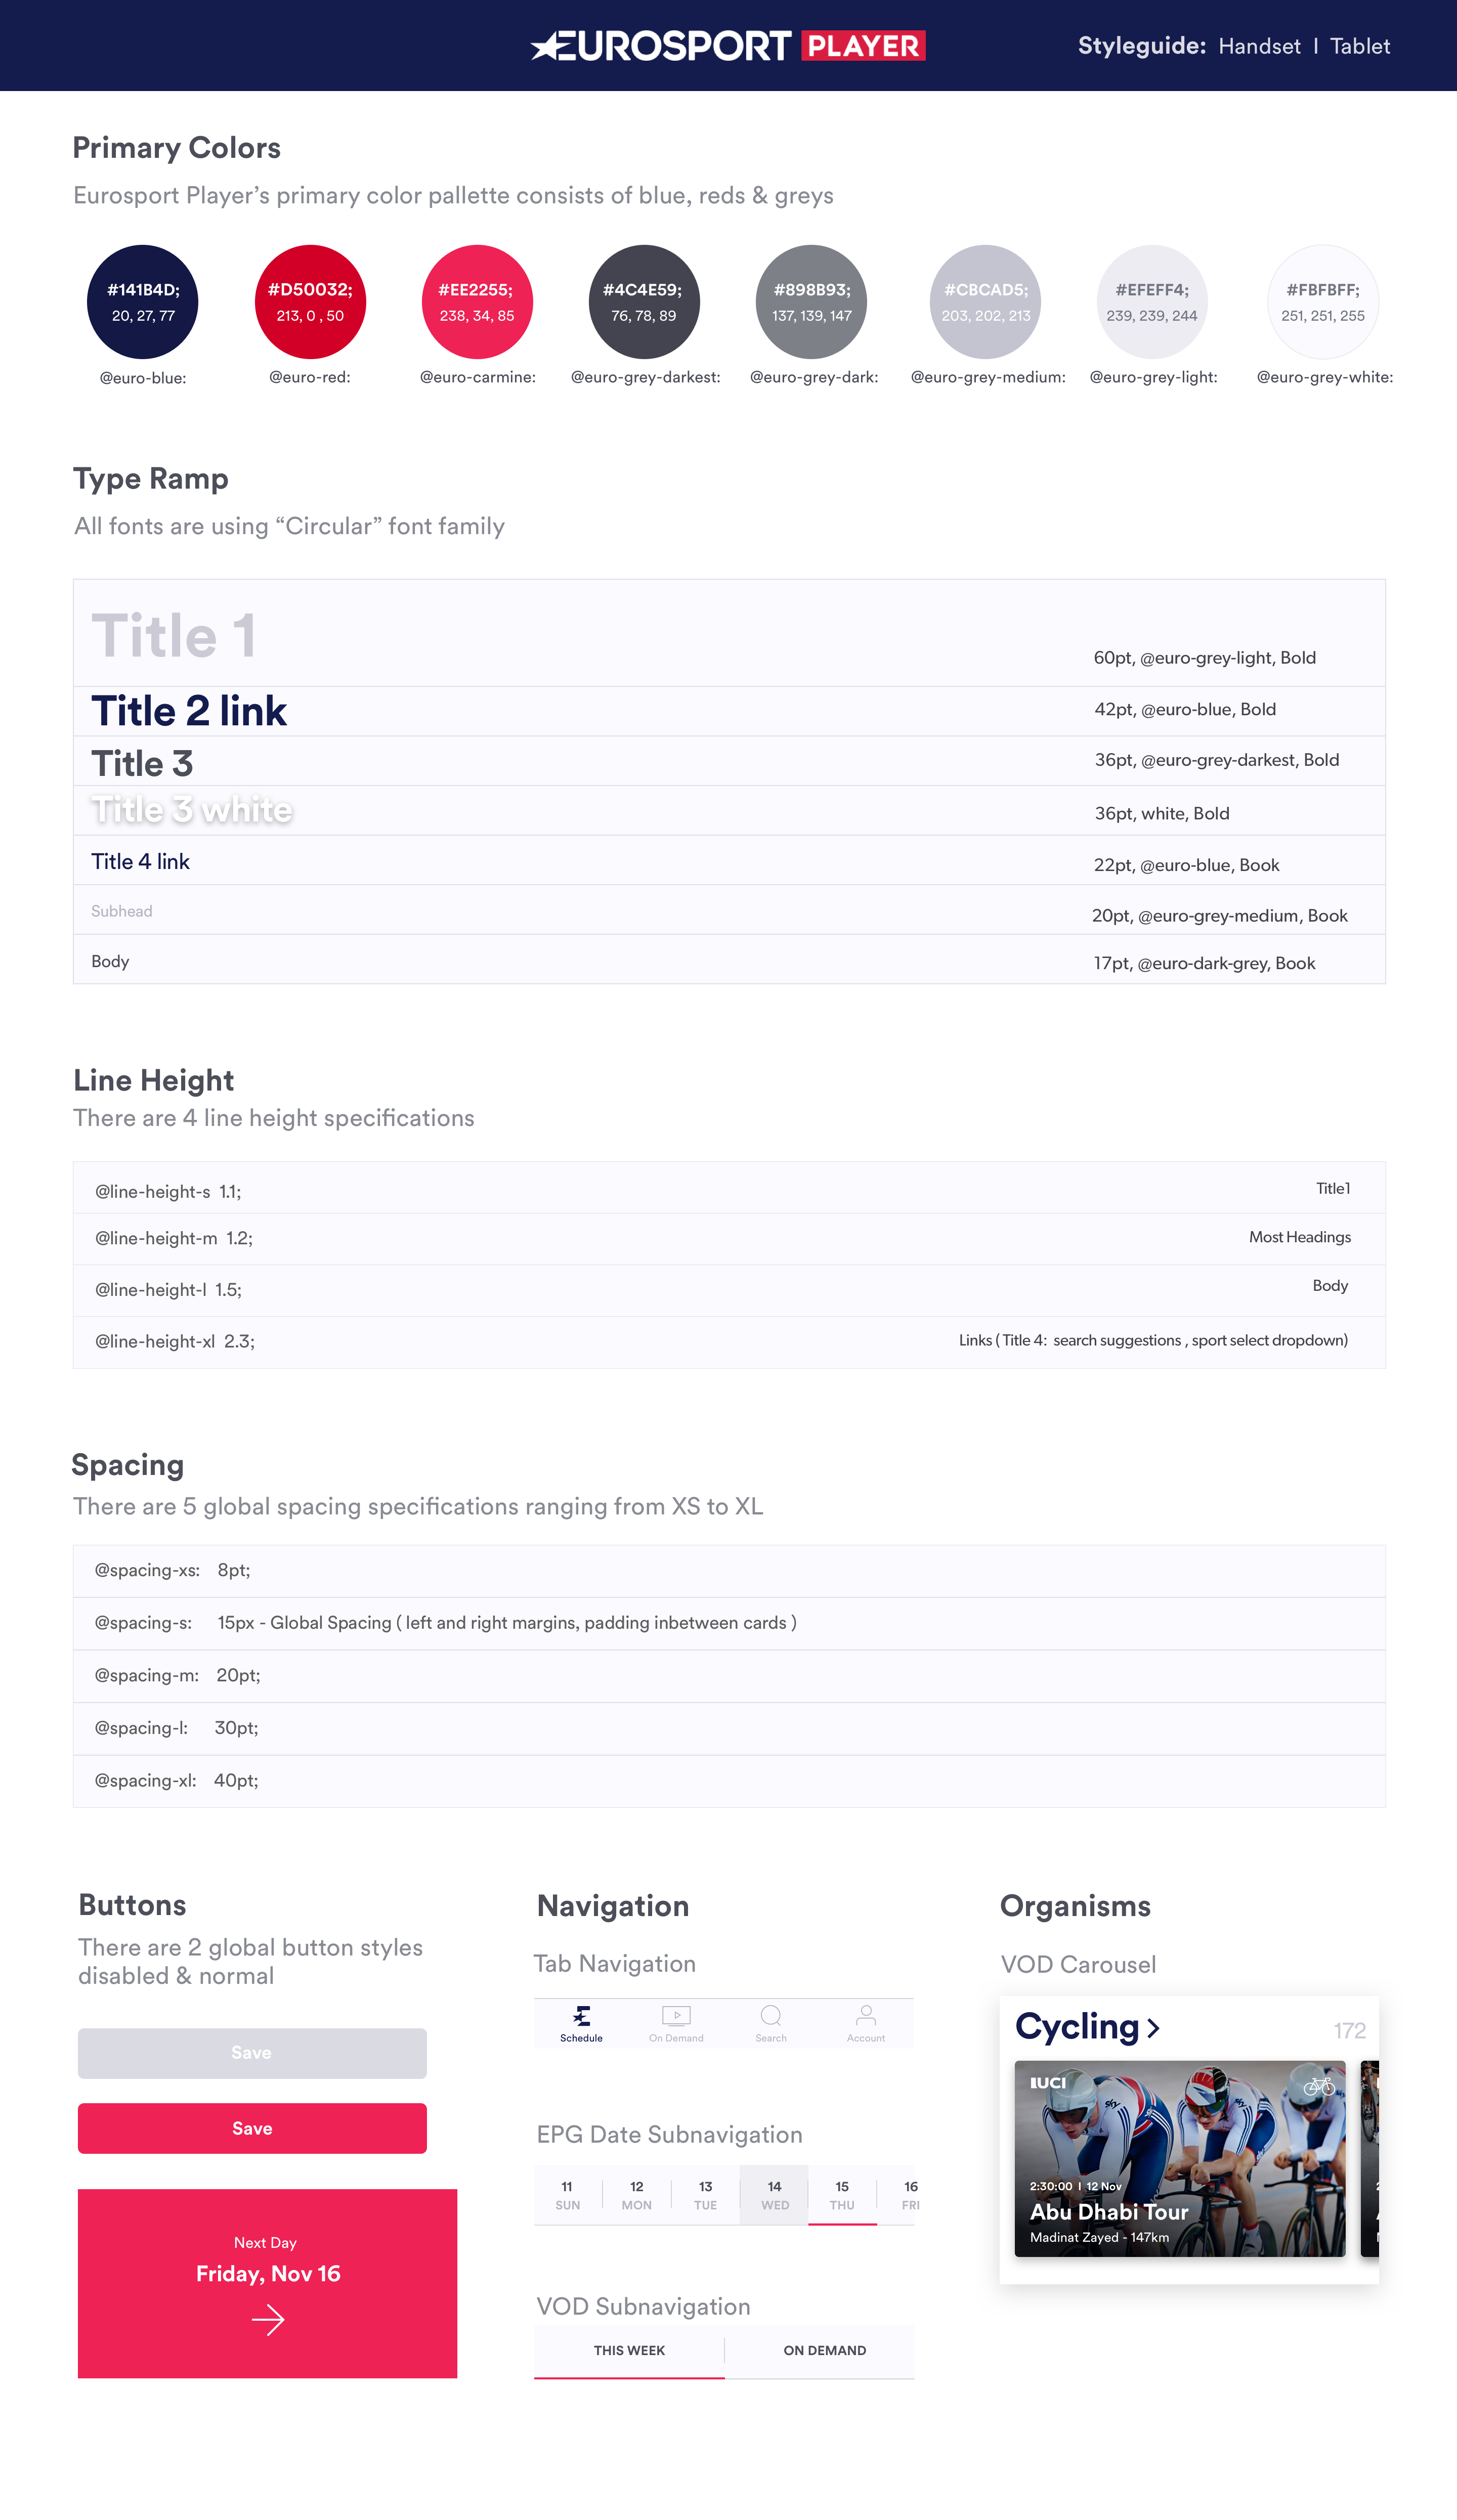 EUROSPORT PLAYER
Styleguide: Handset | Tablet
Primary Colors
Eurosport Player’s primary color pallette consists of blue, reds & greys
#141B4D; #D50032; #EE2255; #4C4E59; #898B93; #CBCAD5; #EFEFF4; #FBFBFF;
20, 27, 77 213, 0 , 50 238, 34, 85 76, 78, 89 137, 139, 147 203, 202, 213 239, 239, 244 251, 251, 255
@euro-blue: @euro-red: @euro-carmine: @euro-grey-darkest: @euro-grey-dark: @euro-grey-medium: @euro-grey-light: @euro-grey-white:
Type Ramp
All fonts are using “Circular” font family
Title 1 60pt, @euro-grey-light, Bold
Title 2 link 42pt, @euro-blue, Bold
Title 3 36pt, @euro-grey-darkest, Bold
Title 3 white 36pt, white, Bold
Title 4 link 22pt, @euro-blue, Book
Subhead 20pt, @euro-grey-medium, Book
Body 17pt, @euro-dark-grey, Book
Line Height
There are 4 line height specifications
@line-height-s 1.1; Title1
@line-height-m 1.2; Most Headings
@line-height-l 1.5; Body
@line-height-xl 2.3; Links ( Title 4: search suggestions , sport select dropdown)
Spacing
There are 5 global spacing specifications ranging from XS to XL
@spacing-xs: 8pt;
@spacing-s: 15px - Global Spacing ( left and right margins, padding inbetween cards )
@spacing-m: 20pt;
@spacing-l: 30pt;
@spacing-xl: 40pt;
Buttons
There are 2 global button styles
disabled & normal
Save
Save
Next Day
Friday, Nov 16
Navigation
Tab Navigation
Schedule On Demand Search Account
EPG Date Subnavigation
11 12 13 14 15 16
SUN MON TUE WED THU FRI
VOD Subnavigation
THIS WEEK ON DEMAND
Organisms
VOD Carousel
Cycling 172
UCI
sky sky
2:30:00 | 12 Nov
Abu Dhabi Tour
Madinat Zayed - 147km